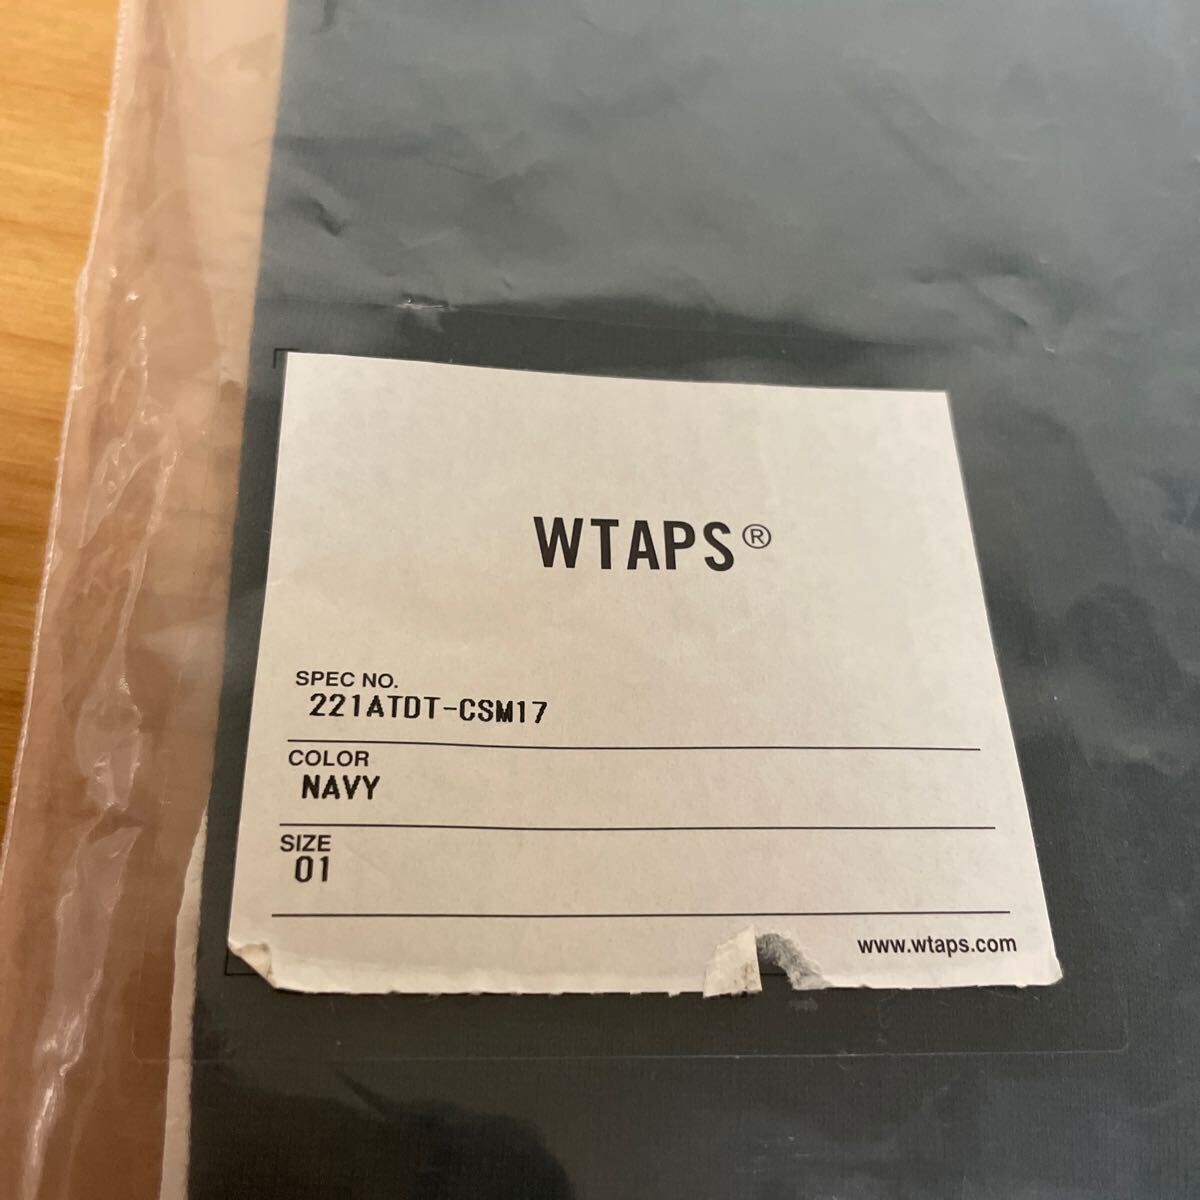 WTAPS®
SPEC NO.
221ATDT-CSM17
COLOR
NAVY
SIZE
01
www.wtaps.com